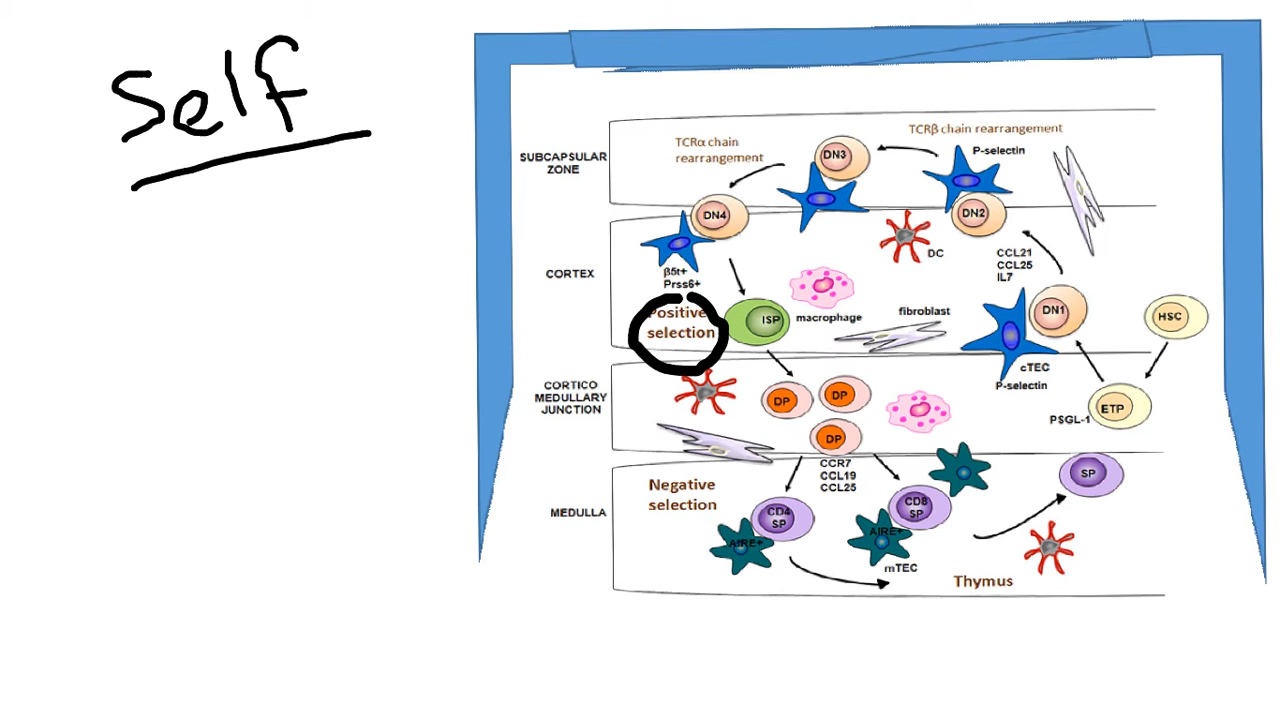 Self
TCRα chain
rearrangement
TCRβ chain rearrangement
SUBCAPSULAR
ZONE
DN3
P-selectin
DN4
DN2
CORTEX
DC
CCL21
CCL25
IL7
β5t+
Prss6+
Positive
selection
ISP
macrophage
fibroblast
DN1
HSC
cTEC
P-selectin
CORTICO
MEDULLARY
JUNCTION
DP
DP
DP
PSGL-1
ETP
CCR7
CCL19
CCL25
MEDULLA
Negative
selection
CD4
SP
AIRE+
CD8
SP
AIRE+
mTEC
SP
Thymus